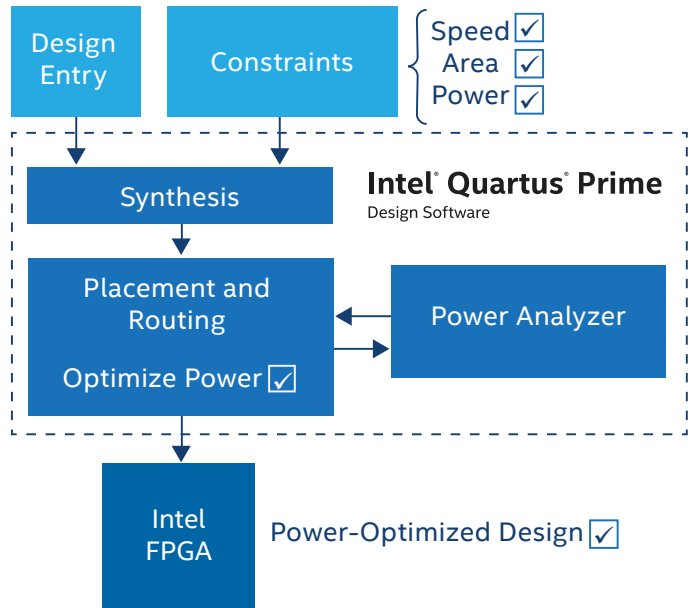 Design
Entry
Constraints
Speed
Area
Power
Synthesis
Intel® Quartus® Prime
Design Software
Placement and
Routing
Optimize Power
Power Analyzer
Intel
FPGA
Power-Optimized Design